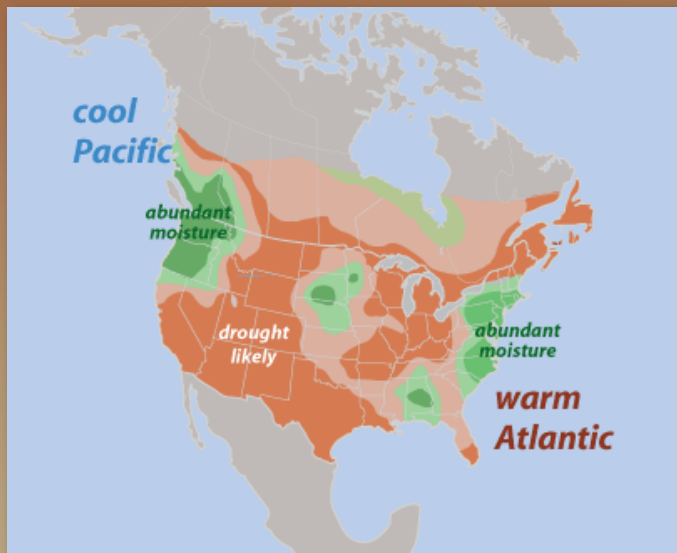 cool
Pacific
abundant
moisture
drought
likely
abundant
moisture
warm
Atlantic